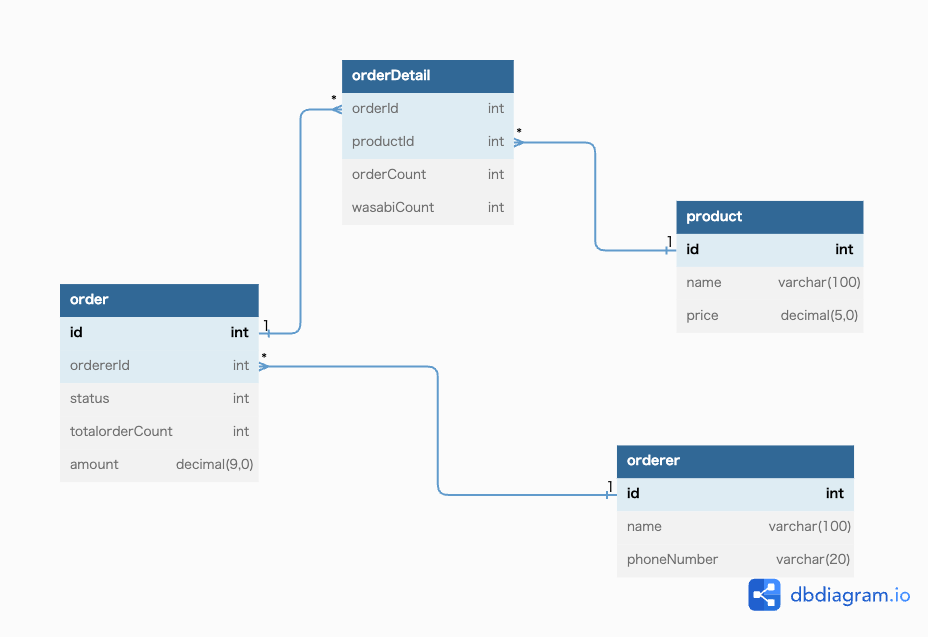 orderDetail
* orderId int
productId int *
orderCount int
wasabiCount int
product
1 id int
name varchar(100)
price decimal(5,0)
order
id int 1
ordererId int *
status int
totalorderCount int
amount decimal(9,0)
orderer
1 id int
name varchar(100)
phoneNumber varchar(20)
dbdiagram.io